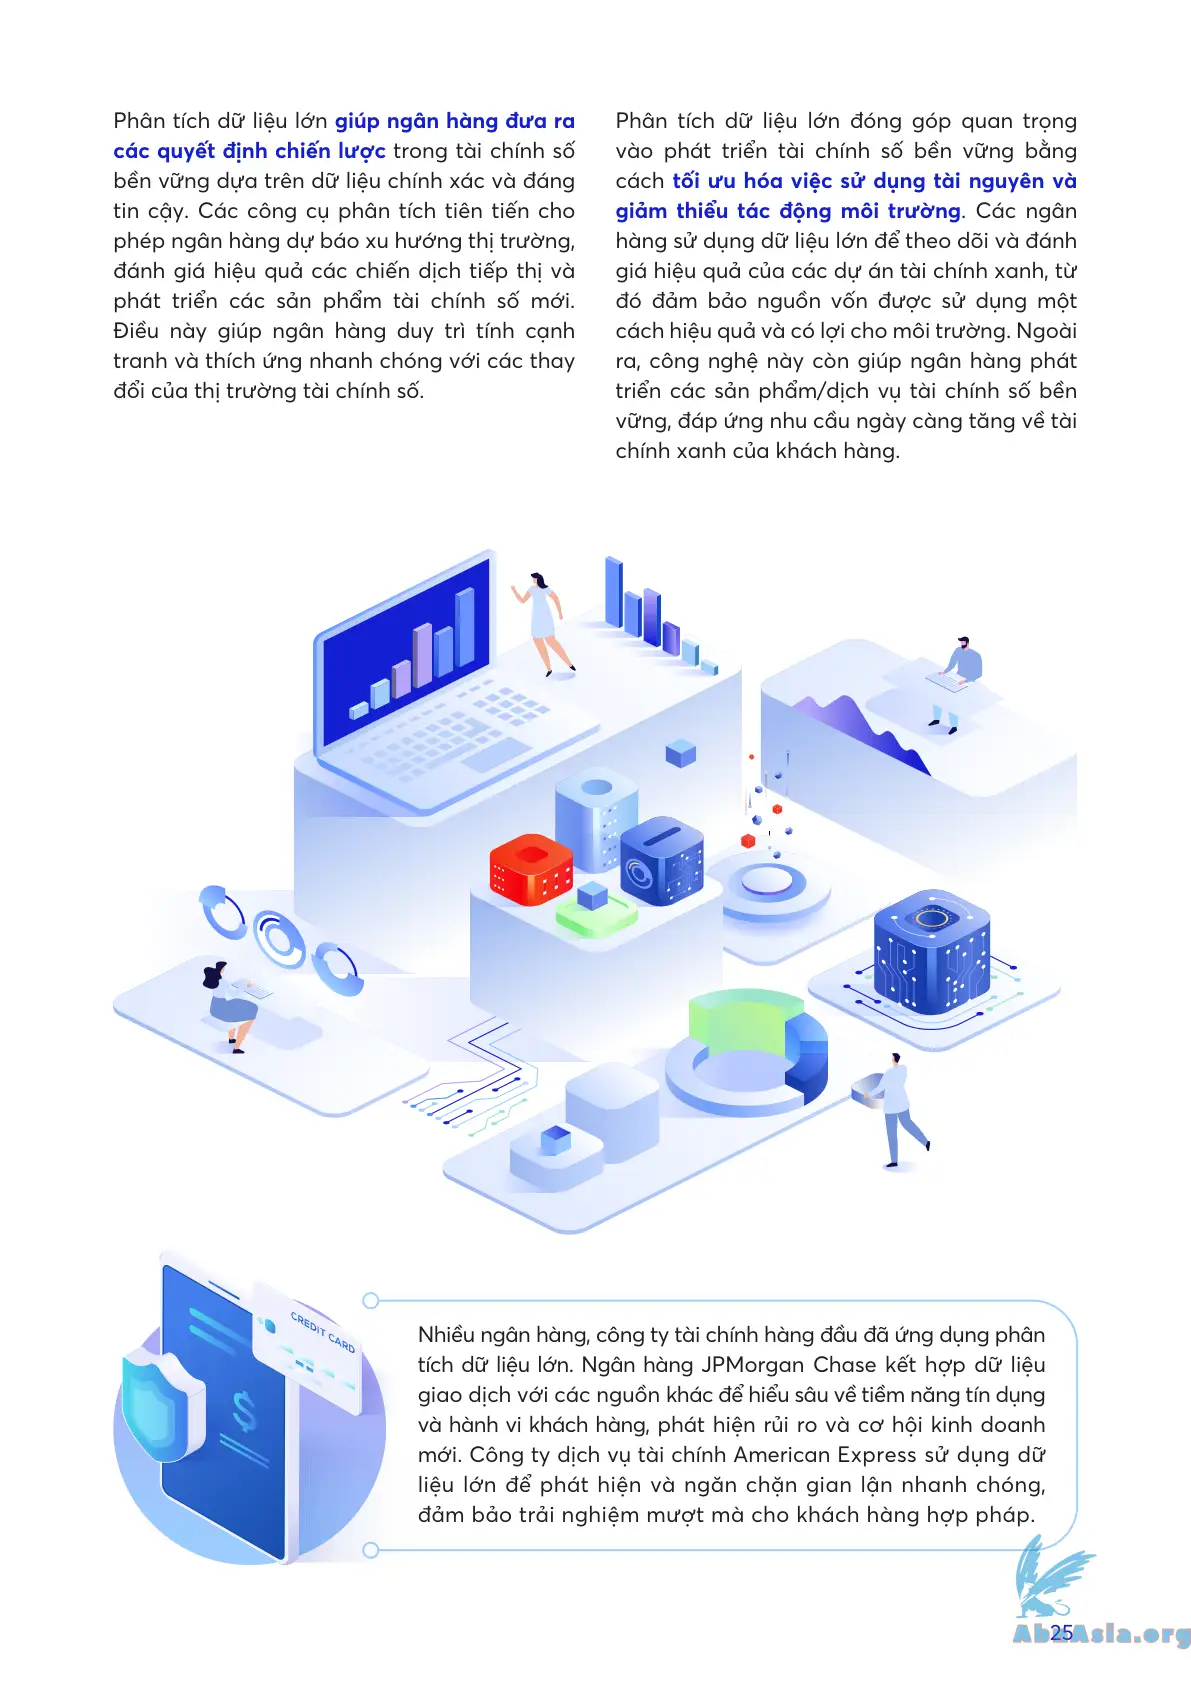 Phân tích dữ liệu lớn giúp ngân hàng đưa ra
các quyết định chiến lược trong tài chính số
bền vững dựa trên dữ liệu chính xác và đáng
tin cậy. Các công cụ phân tích tiên tiến cho
phép ngân hàng dự báo xu hướng thị trường,
đánh giá hiệu quả các chiến dịch tiếp thị và
phát triển các sản phẩm tài chính số mới.
Điều này giúp ngân hàng duy trì tính cạnh
tranh và thích ứng nhanh chóng với các thay
đổi của thị trường tài chính số.
Phân tích dữ liệu lớn đóng góp quan trọng
vào phát triển tài chính số bền vững bằng
cách tối ưu hóa việc sử dụng tài nguyên và
giảm thiểu tác động môi trường. Các ngân
hàng sử dụng dữ liệu lớn để theo dõi và đánh
giá hiệu quả của các dự án tài chính xanh, từ
đó đảm bảo nguồn vốn được sử dụng một
cách hiệu quả và có lợi cho môi trường. Ngoài
ra, công nghệ này còn giúp ngân hàng phát
triển các sản phẩm/dịch vụ tài chính số bền
vững, đáp ứng nhu cầu ngày càng tăng về tài
chính xanh của khách hàng.
CREDIT CARD
$
Nhiều ngân hàng, công ty tài chính hàng đầu đã ứng dụng phân
tích dữ liệu lớn. Ngân hàng JPMorgan Chase kết hợp dữ liệu
giao dịch với các nguồn khác để hiểu sâu về tiềm năng tín dụng
và hành vi khách hàng, phát hiện rủi ro và cơ hội kinh doanh
mới. Công ty dịch vụ tài chính American Express sử dụng dữ
liệu lớn để phát hiện và ngăn chặn gian lận nhanh chóng,
đảm bảo trải nghiệm mượt mà cho khách hàng hợp pháp.
25